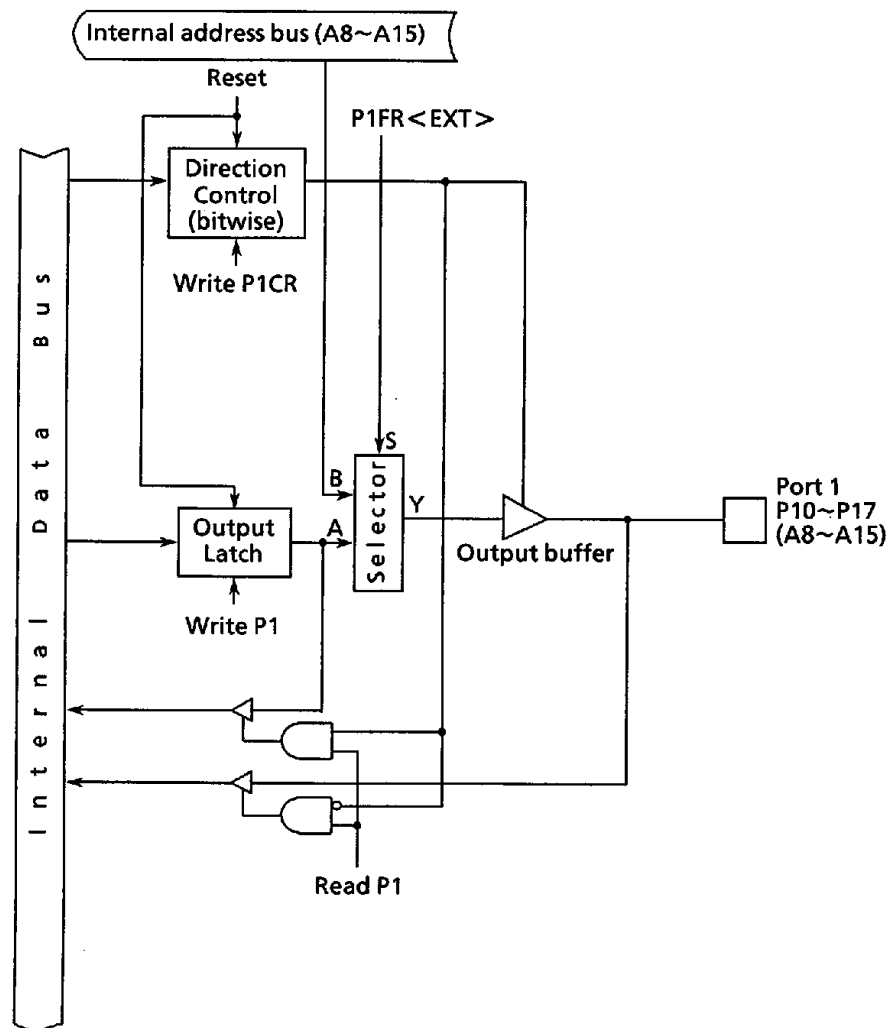 Internal address bus (A8~A15)
Reset
P1FR<EXT>
Direction
Control
(bitwise)
Write P1CR
Internal Data Bus
S
B
Selector
Y
A
Output
Latch
Output buffer
Port 1
P10~P17
(A8~A15)
Write P1
Read P1